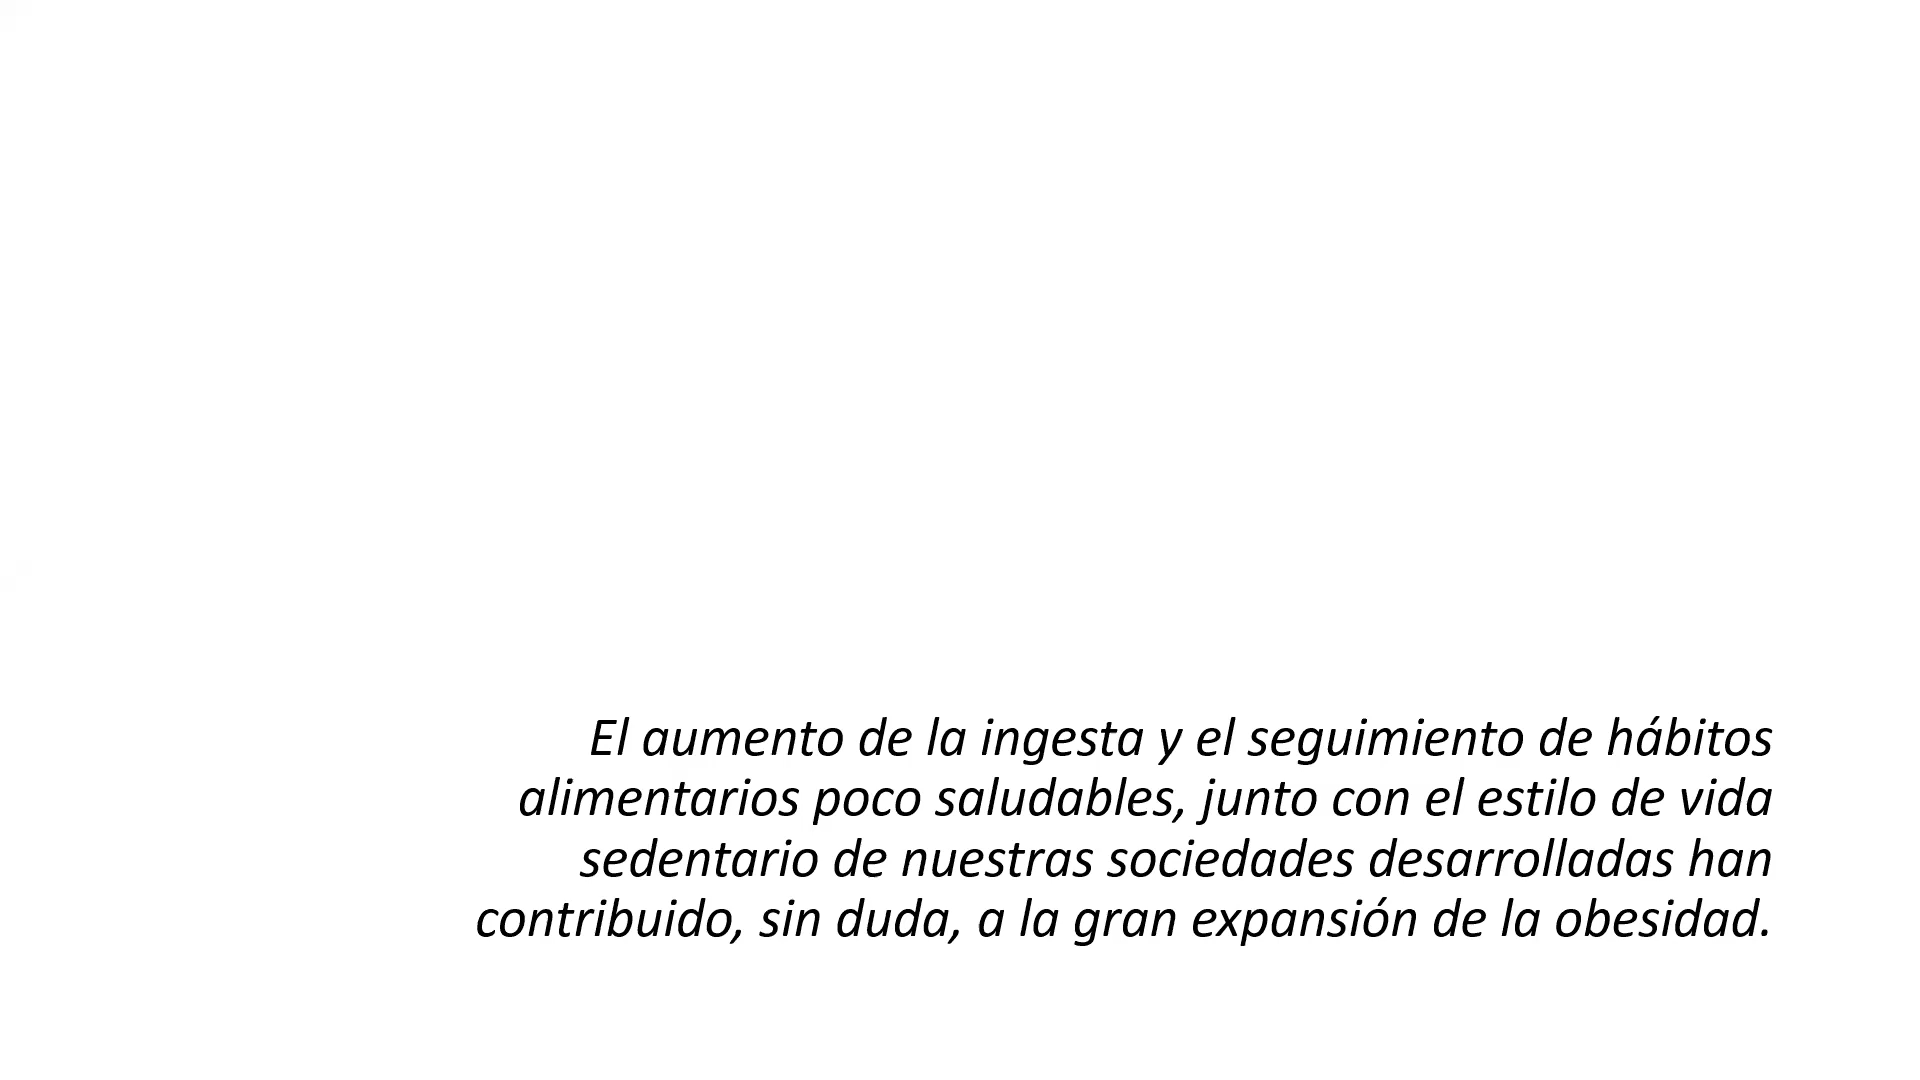 El aumento de la ingesta y el seguimiento de hábitos
alimentarios poco saludables, junto con el estilo de vida
sedentario de nuestras sociedades desarrolladas han
contribuido, sin duda, a la gran expansión de la obesidad.